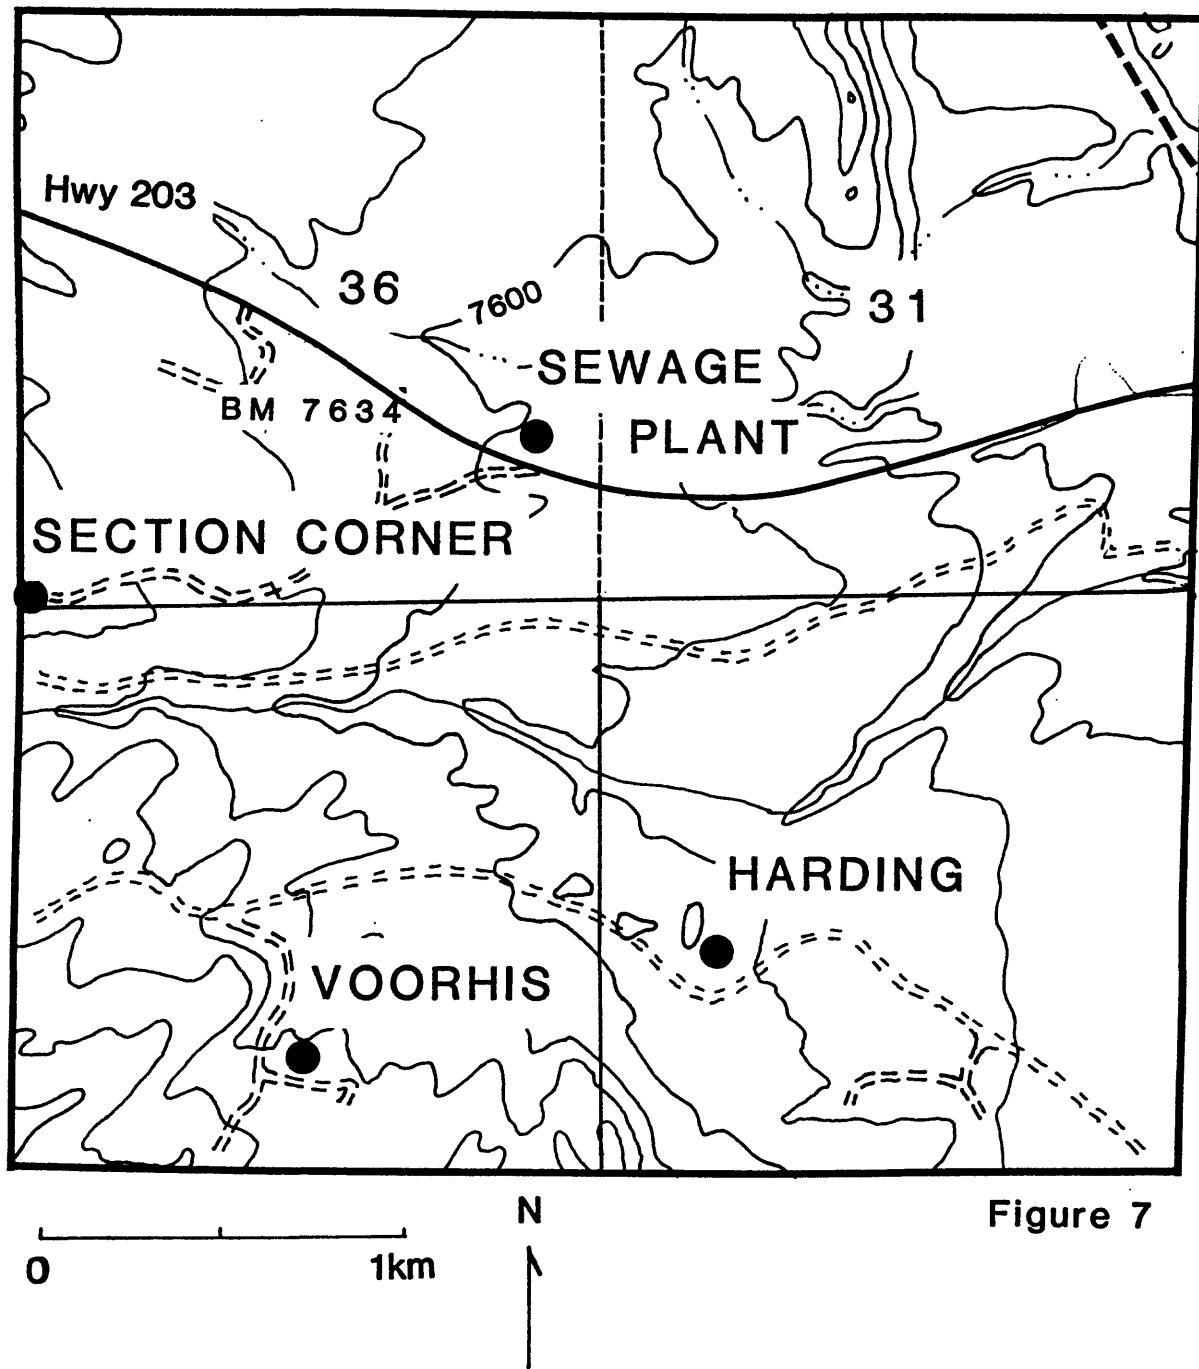 Hwy 203
36
7600
31
SEWAGE
PLANT
BM 7634
SECTION CORNER
HARDING
VOORHIS
N
Figure 7
0 1km